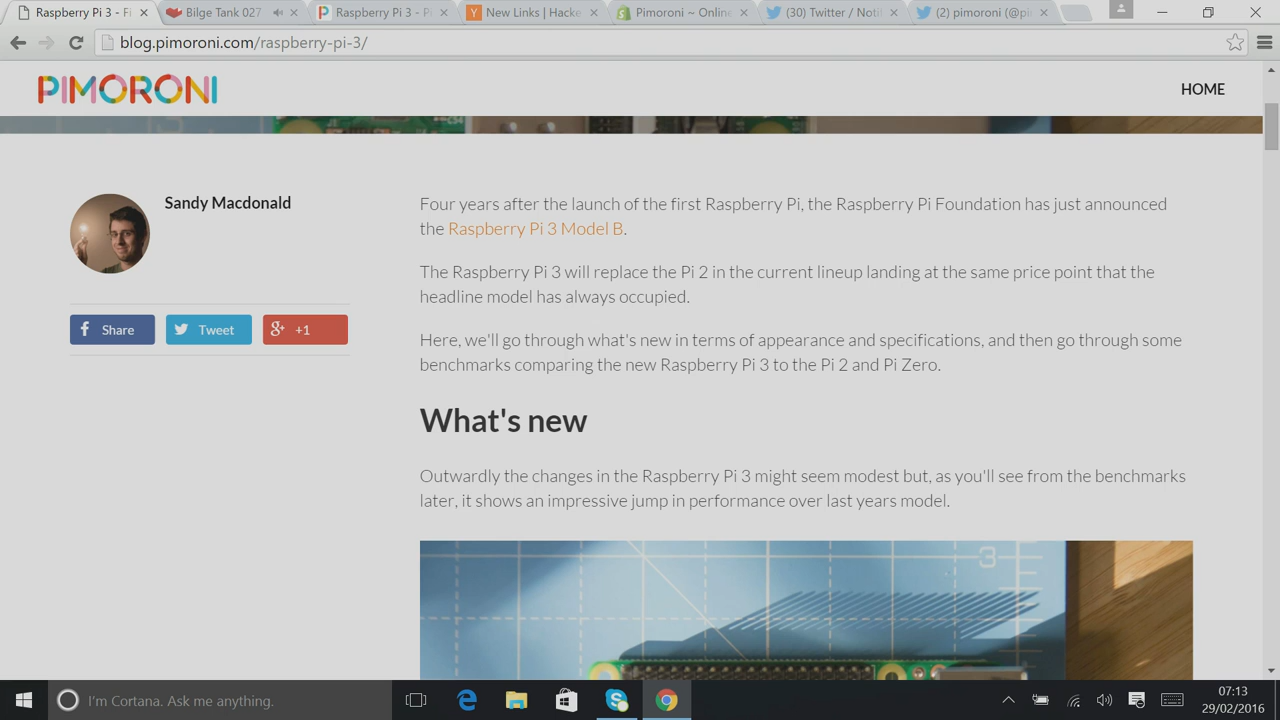 Raspberry Pi 3 - Fi
Bilge Tank 027
Raspberry Pi 3 - P
New Links | Hacke
Pimoroni ~ Online
(30) Twitter / Notif
(2) pimoroni (@pi
blog.pimoroni.com/raspberry-pi-3/
PIMORONI
HOME
Sandy Macdonald
Share
Tweet
+1
Four years after the launch of the first Raspberry Pi, the Raspberry Pi Foundation has just announced
the Raspberry Pi 3 Model B.
The Raspberry Pi 3 will replace the Pi 2 in the current lineup landing at the same price point that the
headline model has always occupied.
Here, we'll go through what's new in terms of appearance and specifications, and then go through some
benchmarks comparing the new Raspberry Pi 3 to the Pi 2 and Pi Zero.
What's new
Outwardly the changes in the Raspberry Pi 3 might seem modest but, as you'll see from the benchmarks
later, it shows an impressive jump in performance over last years model.
3
I'm Cortana. Ask me anything.
07:13
29/02/2016